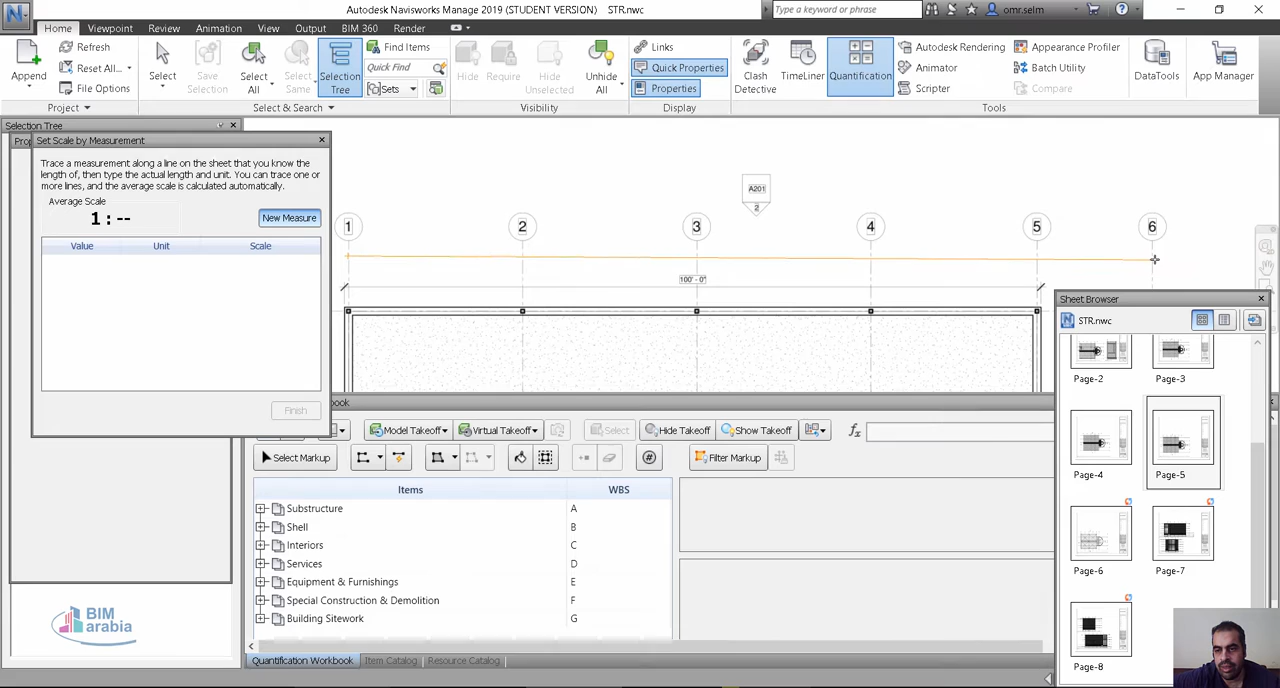 Autodesk Navisworks Manage 2019 (STUDENT VERSION) STR.nwc
Type a keyword or phrase
omr.selm
Home Viewpoint Review Animation View Output BIM 360 Render
Append
Refresh
Reset All...
File Options
Project
Select
Save Selection
Select All
Select Same
Selection Tree
Find Items
Quick Find
Sets
Select & Search
Hide
Require
Hide Unselected
Unhide All
Visibility
Links
Quick Properties
Properties
Display
Clash Detective
TimeLiner
Quantification
Autodesk Rendering
Animator
Scripter
Appearance Profiler
Batch Utility
Compare
Tools
DataTools
App Manager
Selection Tree
Prop
Set Scale by Measurement
Trace a measurement along a line on the sheet that you know the
length of, then type the actual length and unit. You can trace one or
more lines, and the average scale is calculated automatically.
Average Scale
1 : --
New Measure
Value Unit Scale
Finish
A201
2
1 2 3 4 5 6
100' - 0"
Sheet Browser
STR.nwc
Page-2 Page-3
Page-4 Page-5
Page-6 Page-7
Page-8
book
Model Takeoff Virtual Takeoff Select Hide Takeoff Show Takeoff fx
Select Markup Filter Markup
Items WBS
Substructure A
Shell B
Interiors C
Services D
Equipment & Furnishings E
Special Construction & Demolition F
Building Sitework G
Quantification Workbook Item Catalog Resource Catalog
BIM
arabia